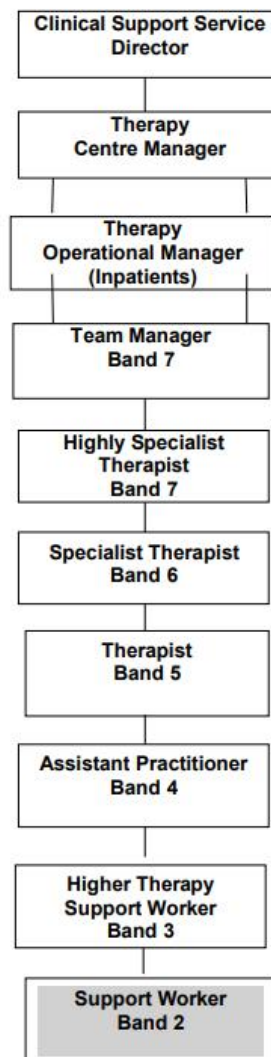 Clinical Support Service
Director
Therapy
Centre Manager
Therapy
Operational Manager
(Inpatients)
Team Manager
Band 7
Highly Specialist
Therapist
Band 7
Specialist Therapist
Band 6
Therapist
Band 5
Assistant Practitioner
Band 4
Higher Therapy
Support Worker
Band 3
Support Worker
Band 2